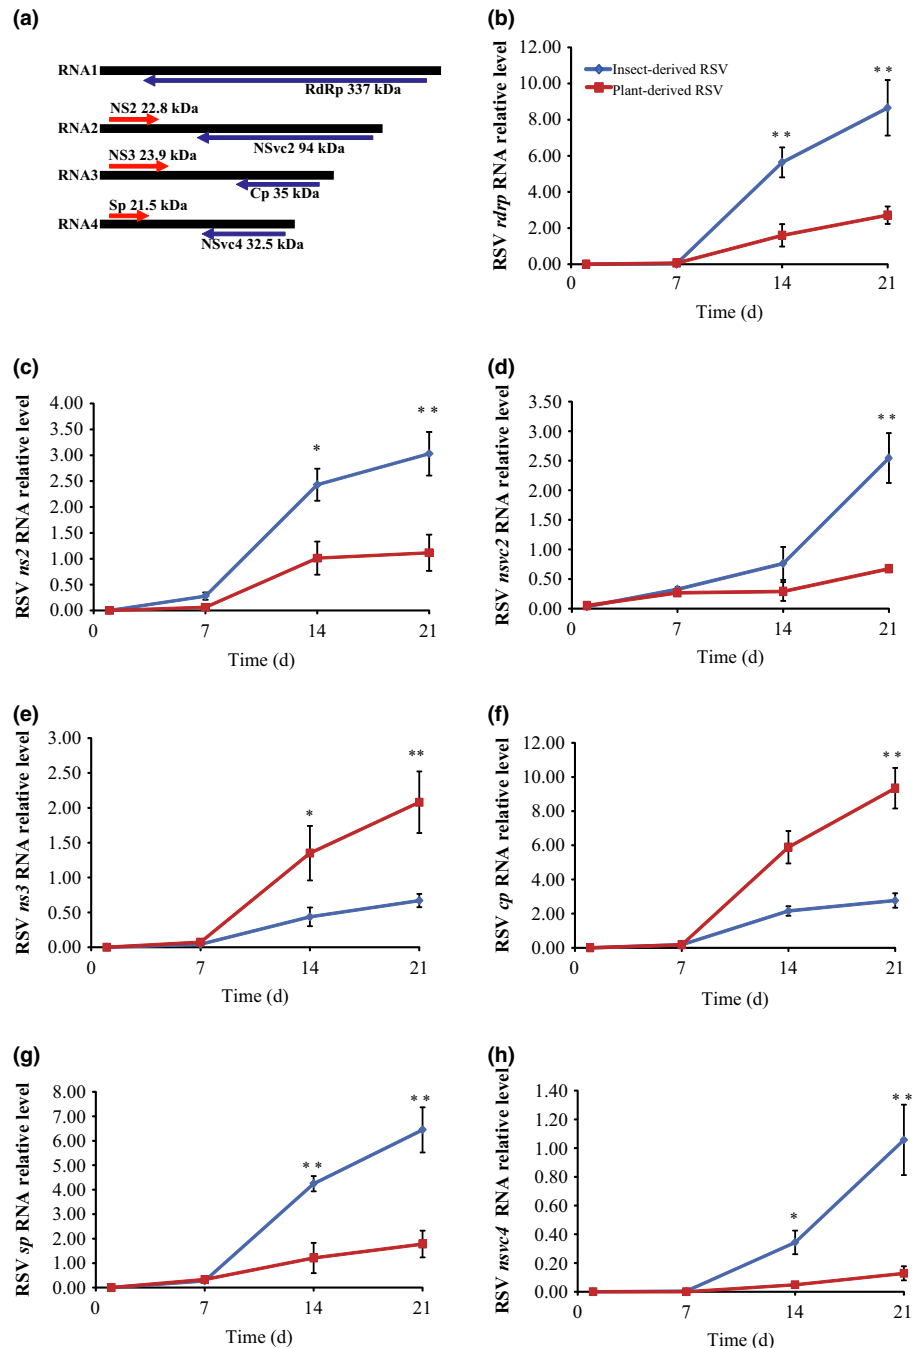 (a)
RNA1
RdRp 337 kDa
NS2 22.8 kDa
RNA2
NSvc2 94 kDa
NS3 23.9 kDa
RNA3
Cp 35 kDa
Sp 21.5 kDa
RNA4
NSvc4 32.5 kDa
(b)
RSV rdrp RNA relative level
12.00
10.00
8.00
6.00
4.00
2.00
0.00
Insect-derived RSV
Plant-derived RSV
**
**
0 7 14 21
Time (d)
(c)
RSV ns2 RNA relative level
4.00
3.50
3.00
2.50
2.00
1.50
1.00
0.50
0.00
*
**
0 7 14 21
Time (d)
(d)
RSV nsvc2 RNA relative level
3.50
3.00
2.50
2.00
1.50
1.00
0.50
0.00
**
0 7 14 21
Time (d)
(e)
RSV ns3 RNA relative level
3.00
2.50
2.00
1.50
1.00
0.50
0.00
*
**
0 7 14 21
Time (d)
(f)
RSV cp RNA relative level
12.00
10.00
8.00
6.00
4.00
2.00
0.00
**
0 7 14 21
Time (d)
(g)
RSV sp RNA relative level
8.00
7.00
6.00
5.00
4.00
3.00
2.00
1.00
0.00
**
**
0 7 14 21
Time (d)
(h)
RSV nsvc4 RNA relative level
1.40
1.20
1.00
0.80
0.60
0.40
0.20
0.00
*
**
0 7 14 21
Time (d)